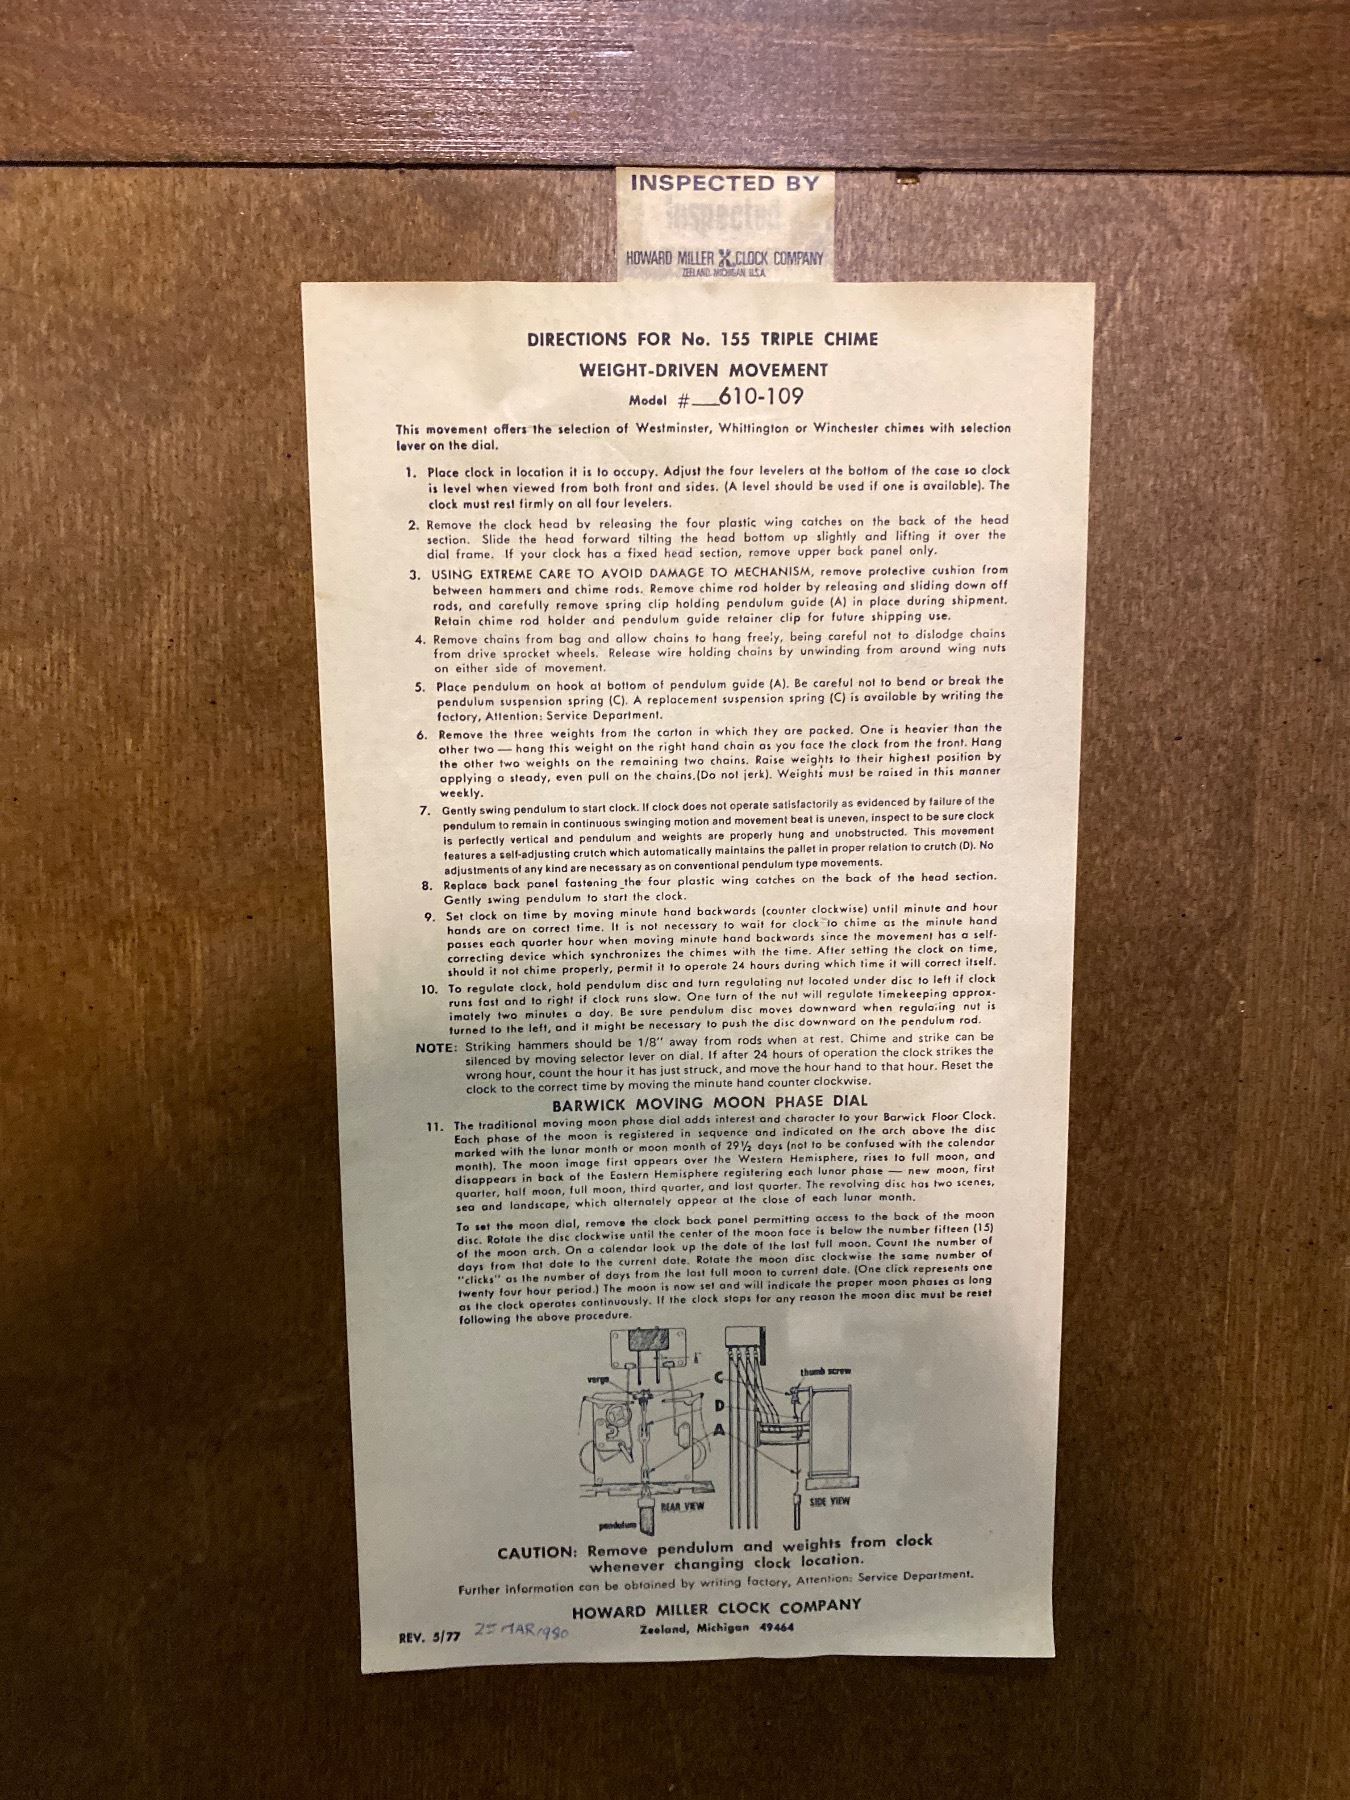 INSPECTED BY
Inspected
HOWARD MILLER CLOCK COMPANY
ZEELAND, MICHIGAN U.S.A.
DIRECTIONS FOR No. 155 TRIPLE CHIME
WEIGHT-DRIVEN MOVEMENT
Model #__610-109
This movement offers the selection of Westminster, Whittington or Winchester chimes with selection
lever on the dial.
1. Place clock in location it is to occupy. Adjust the four levelers at the bottom of the case so clock
is level when viewed from both front and sides. (A level should be used if one is available). The
clock must rest firmly on all four levelers.
2. Remove the clock head by releasing the four plastic wing catches on the back of the head
section. Slide the head forward tilting the head bottom up slightly and lifting it over the
dial frame. If your clock has a fixed head section, remove upper back panel only.
3. USING EXTREME CARE TO AVOID DAMAGE TO MECHANISM, remove protective cushion from
between hammers and chime rods. Remove chime rod holder by releasing and sliding down off
rods, and carefully remove spring clip holding pendulum guide (A) in place during shipment.
Retain chime rod holder and pendulum guide retainer clip for future shipping use.
4. Remove chains from bag and allow chains to hang freely, being careful not to dislodge chains
from drive sprocket wheels. Release wire holding chains by unwinding from around wing nuts
on either side of movement.
5. Place pendulum on hook at bottom of pendulum guide (A). Be careful not to bend or break the
pendulum suspension spring (C). A replacement suspension spring (C) is available by writing the
factory, Attention: Service Department.
6. Remove the three weights from the carton in which they are packed. One is heavier than the
other two — hang this weight on the right hand chain as you face the clock from the front. Hang
the other two weights on the remaining two chains. Raise weights to their highest position by
applying a steady, even pull on the chains.(Do not jerk). Weights must be raised in this manner
weekly.
7. Gently swing pendulum to start clock. If clock does not operate satisfactorily as evidenced by failure of the
pendulum to remain in continuous swinging motion and movement beat is uneven, inspect to be sure clock
is perfectly vertical and pendulum and weights are properly hung and unobstructed. This movement
features a self-adjusting crutch which automatically maintains the pallet in proper relation to crutch (D). No
adjustments of any kind are necessary as on conventional pendulum type movements.
8. Replace back panel fastening the four plastic wing catches on the back of the head section.
Gently swing pendulum to start the clock.
9. Set clock on time by moving minute hand backwards (counter clockwise) until minute and hour
hands are on correct time. It is not necessary to wait for clock to chime as the minute hand
passes each quarter hour when moving minute hand backwards since the movement has a self-
correcting device which synchronizes the chimes with the time. After setting the clock on time,
should it not chime properly, permit it to operate 24 hours during which time it will correct itself.
10. To regulate clock, hold pendulum disc and turn regulating nut located under disc to left if clock
runs fast and to right if clock runs slow. One turn of the nut will regulate timekeeping approx-
imately two minutes a day. Be sure pendulum disc moves downward when regulating nut is
turned to the left, and it might be necessary to push the disc downward on the pendulum rod.
NOTE: Striking hammers should be 1/8" away from rods when at rest. Chime and strike can be
silenced by moving selector lever on dial. If after 24 hours of operation the clock strikes the
wrong hour, count the hour it has just struck, and move the hour hand to that hour. Reset the
clock to the correct time by moving the minute hand counter clockwise.
BARWICK MOVING MOON PHASE DIAL
11. The traditional moving moon phase dial adds interest and character to your Barwick Floor Clock.
Each phase of the moon is registered in sequence and indicated on the arch above the disc
marked with the lunar month or moon month of 29½ days (not to be confused with the calendar
month). The moon image first appears over the Western Hemisphere, rises to full moon, and
disappears in back of the Eastern Hemisphere registering each lunar phase — new moon, first
quarter, half moon, full moon, third quarter, and last quarter. The revolving disc has two scenes,
sea and landscape, which alternately appear at the close of each lunar month.
To set the moon dial, remove the clock back panel permitting access to the back of the moon
disc. Rotate the disc clockwise until the center of the moon face is below the number fifteen (15)
of the moon arch. On a calendar look up the date of the last full moon. Count the number of
days from that date to the current date. Rotate the moon disc clockwise the same number of
"clicks" as the number of days from the last full moon to current date. (One click represents one
twenty four hour period.) The moon is now set and will indicate the proper moon phases as long
as the clock operates continuously. If the clock stops for any reason the moon disc must be reset
following the above procedure.
verge
C
thumb screw
D
A
REAR VIEW
SIDE VIEW
pendulum
CAUTION: Remove pendulum and weights from clock
whenever changing clock location.
Further information can be obtained by writing factory, Attention: Service Department.
HOWARD MILLER CLOCK COMPANY
Zeeland, Michigan 49464
REV. 5/77 MAR 1980